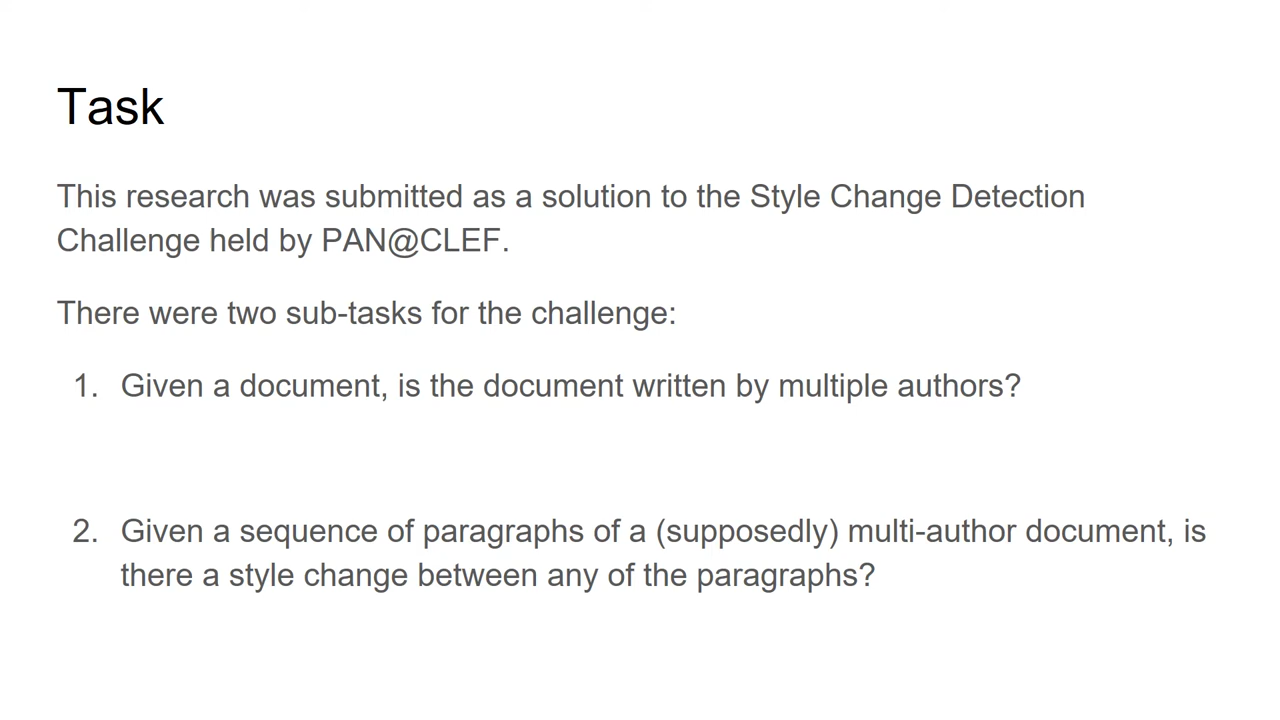 Task
This research was submitted as a solution to the Style Change Detection
Challenge held by PAN@CLEF.
There were two sub-tasks for the challenge:
1. Given a document, is the document written by multiple authors?
2. Given a sequence of paragraphs of a (supposedly) multi-author document, is
there a style change between any of the paragraphs?